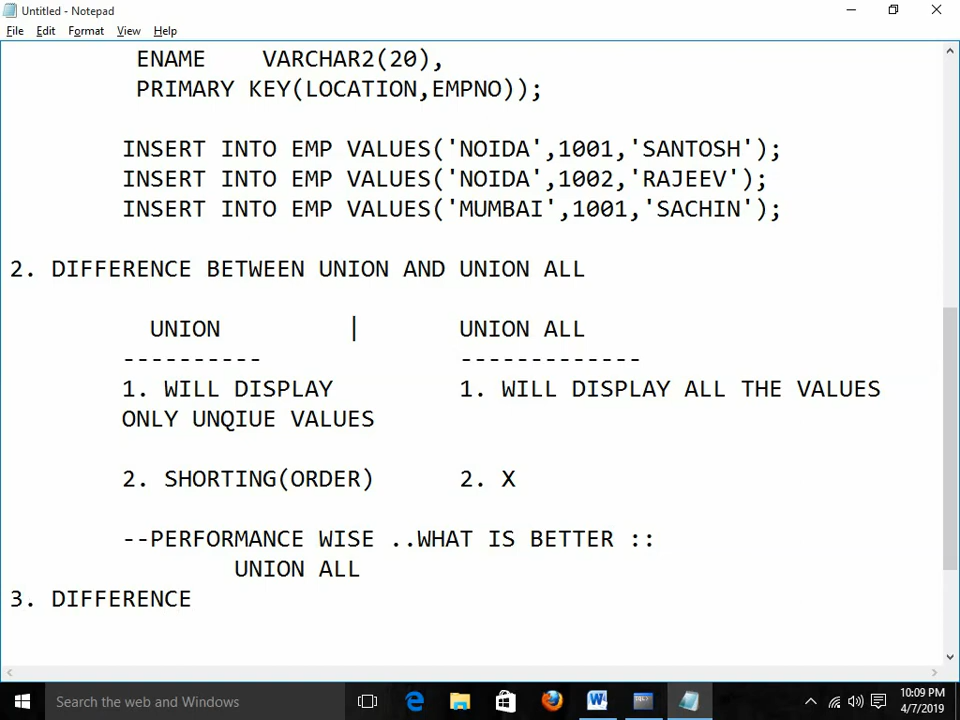 Untitled - Notepad
File Edit Format View Help
ENAME VARCHAR2(20),
PRIMARY KEY(LOCATION,EMPNO));
INSERT INTO EMP VALUES('NOIDA',1001,'SANTOSH');
INSERT INTO EMP VALUES('NOIDA',1002,'RAJEEV');
INSERT INTO EMP VALUES('MUMBAI',1001,'SACHIN');
2. DIFFERENCE BETWEEN UNION AND UNION ALL
UNION | UNION ALL
---------- -------------
1. WILL DISPLAY 1. WILL DISPLAY ALL THE VALUES
ONLY UNQIUE VALUES
2. SHORTING(ORDER) 2. X
--PERFORMANCE WISE ..WHAT IS BETTER ::
UNION ALL
3. DIFFERENCE
Search the web and Windows
10:09 PM
4/7/2019